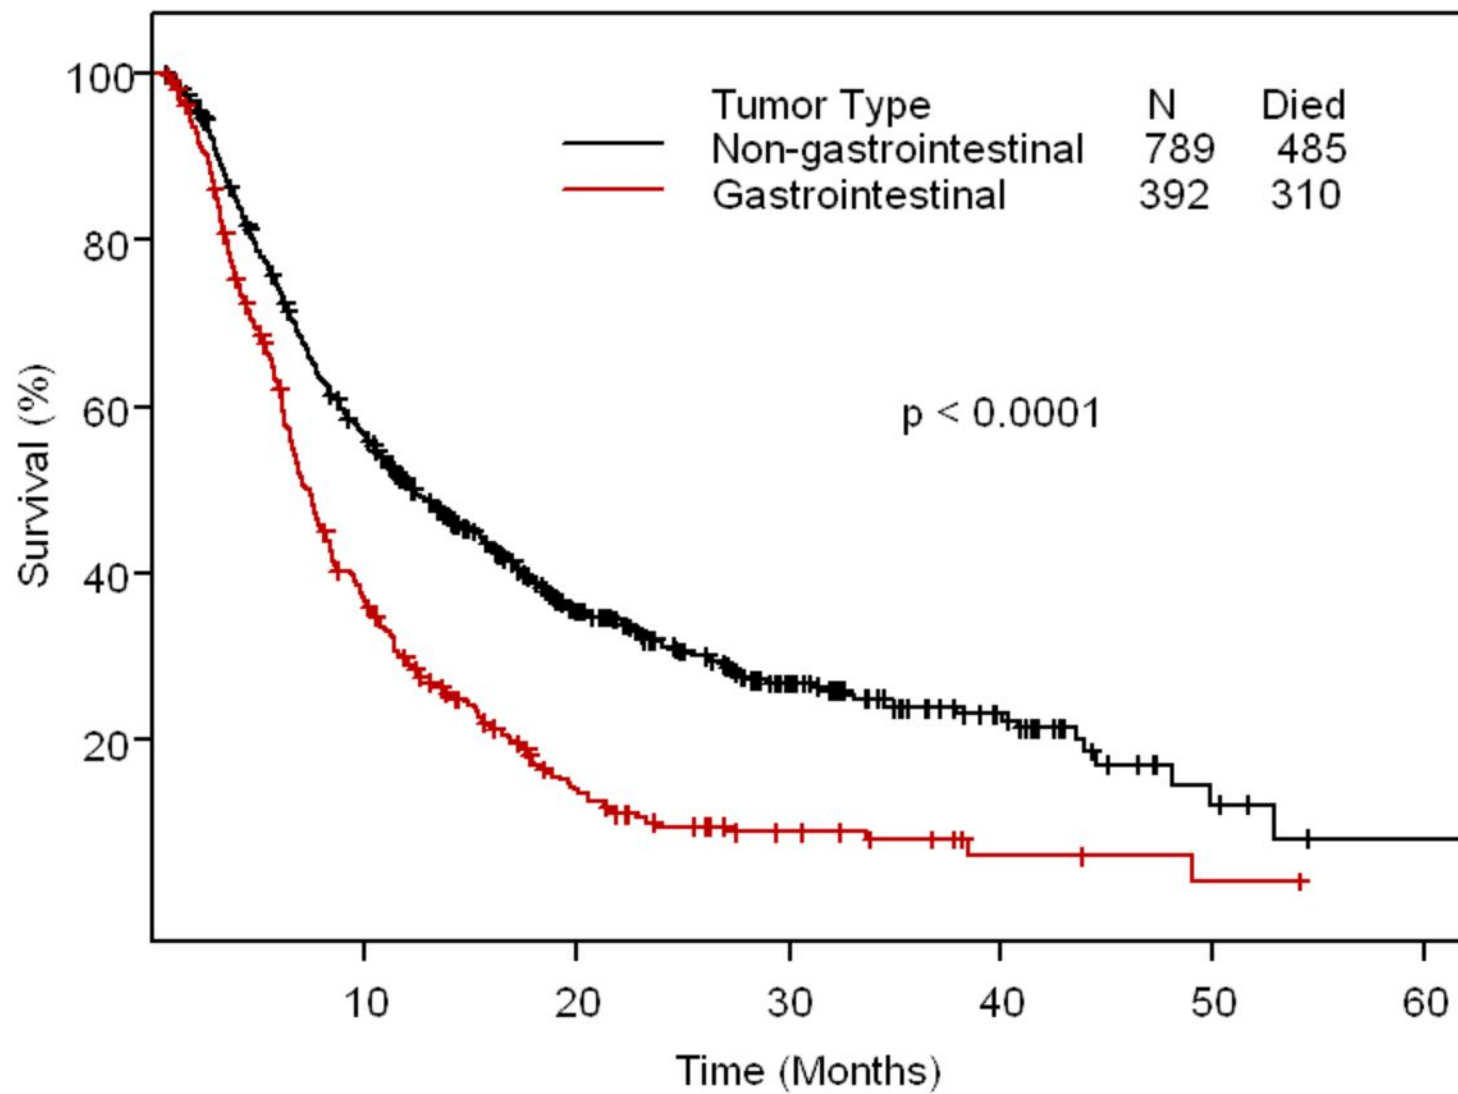 Tumor Type N Died
Non-gastrointestinal 789 485
Gastrointestinal 392 310
p < 0.0001
Survival (%)
100
80
60
40
20
10 20 30 40 50 60
Time (Months)